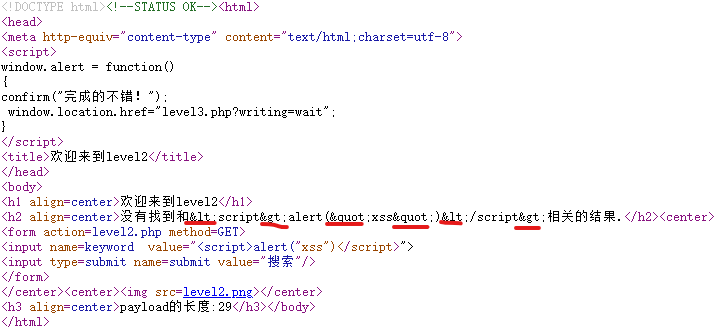 <!DOCTYPE html><!--STATUS OK--><html>
<head>
<meta http-equiv="content-type" content="text/html;charset=utf-8">
<script>
window.alert = function()
{
confirm("完成的不错！");
 window.location.href="level3.php?writing=wait";
}
</script>
<title>欢迎来到level2</title>
</head>
<body>
<h1 align=center>欢迎来到level2</h1>
<h2 align=center>没有找到和&lt;script&gt;alert(&quot;xss&quot;)&lt;/script&gt;相关的结果.</h2><center>
<form action=level2.php method=GET>
<input name=keyword  value="<script>alert("xss")</script>">
<input type=submit name=submit value="搜索"/>
</form>
</center><center><img src=level2.png></center>
<h3 align=center>payload的长度:29</h3></body>
</html>